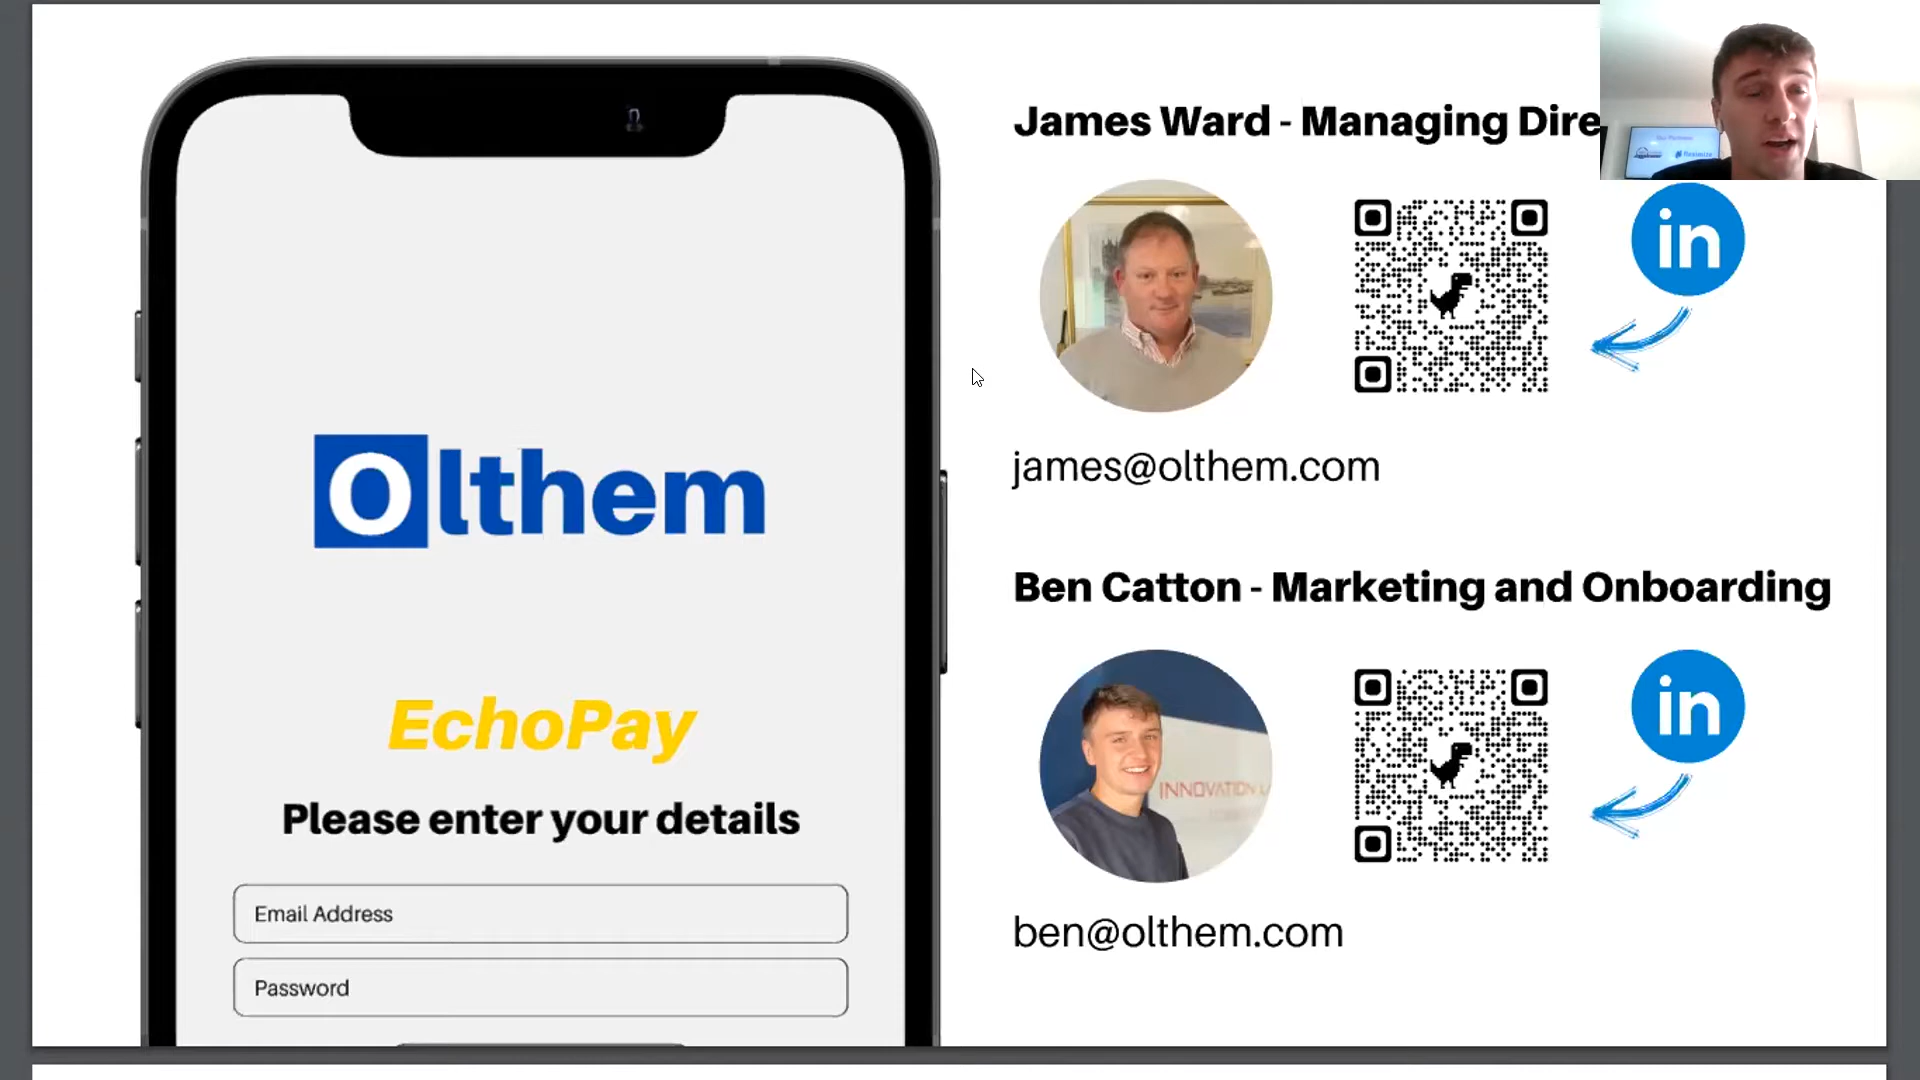 James Ward - Managing Dire
in
james@olthem.com
Olthem
EchoPay
Please enter your details
Email Address
Password
Ben Catton - Marketing and Onboarding
INNOVATION
in
ben@olthem.com